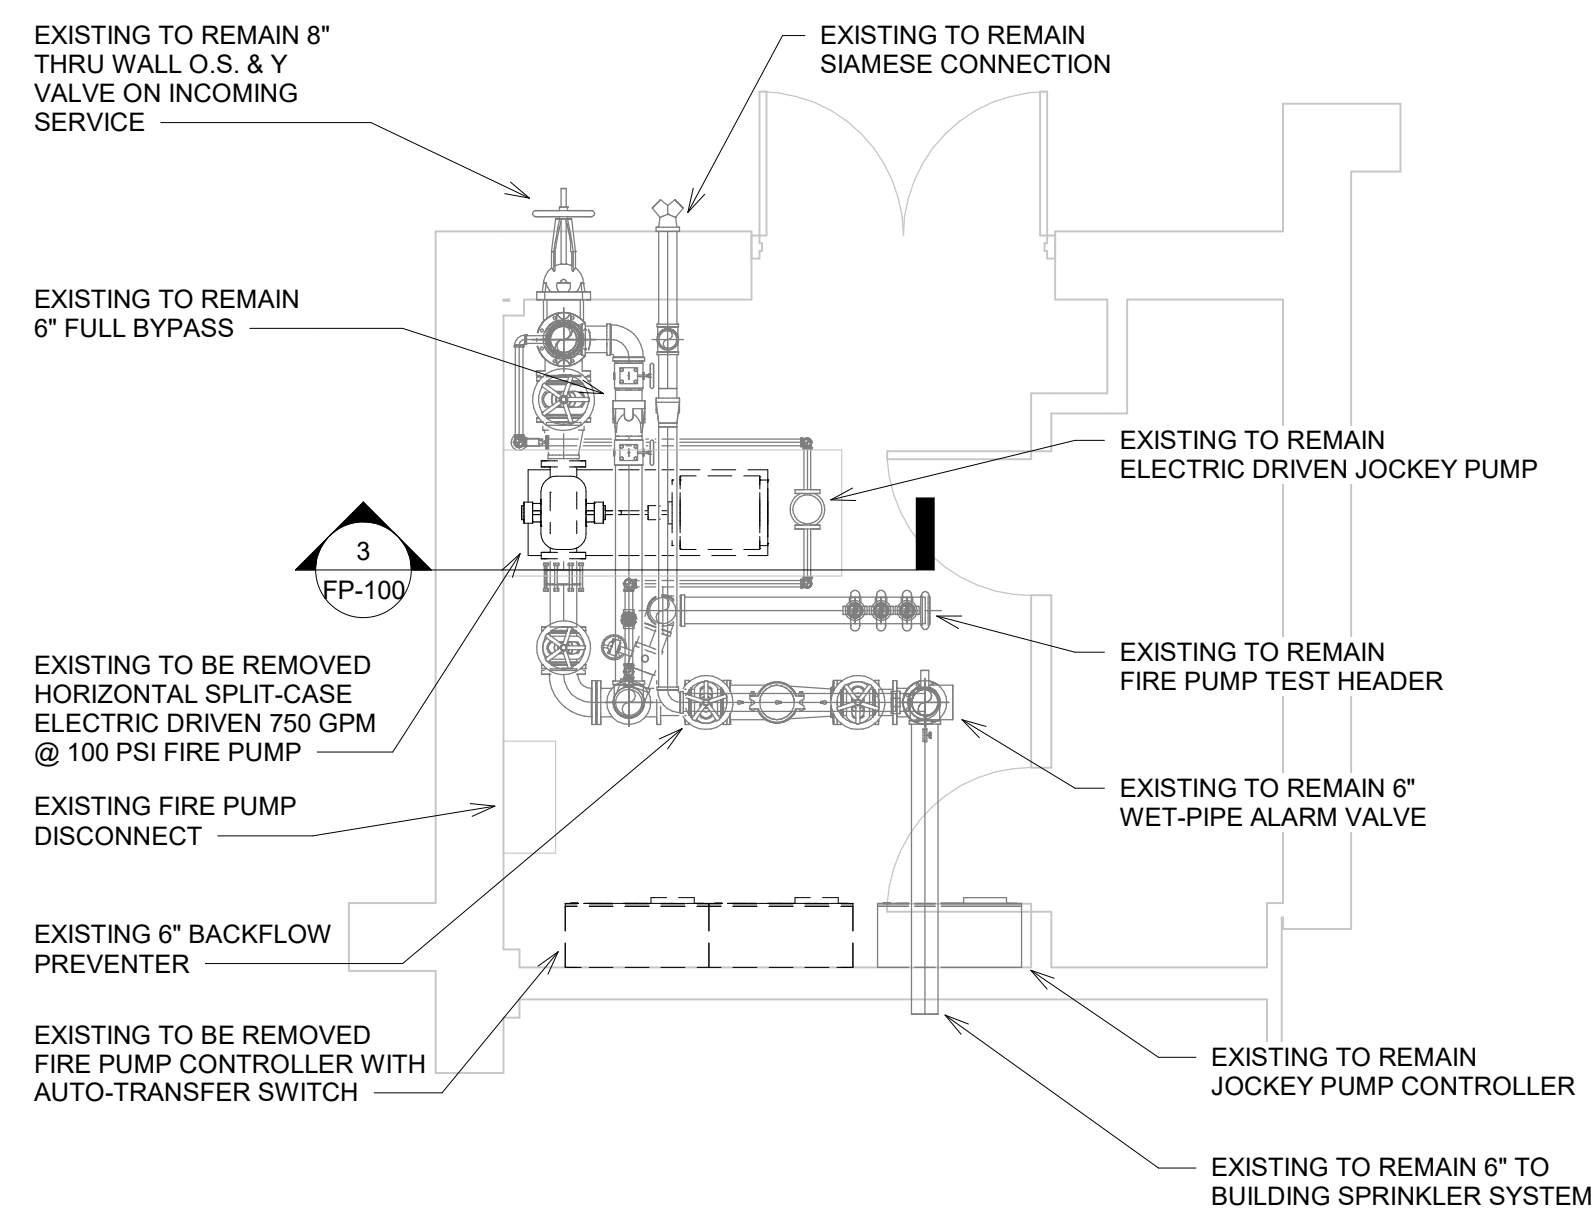 EXISTING TO REMAIN 8"
THRU WALL O.S. & Y
VALVE ON INCOMING
SERVICE
EXISTING TO REMAIN
SIAMESE CONNECTION
EXISTING TO REMAIN
6" FULL BYPASS
EXISTING TO REMAIN
ELECTRIC DRIVEN JOCKEY PUMP
3
FP-100
EXISTING TO BE REMOVED
HORIZONTAL SPLIT-CASE
ELECTRIC DRIVEN 750 GPM
@ 100 PSI FIRE PUMP
EXISTING TO REMAIN
FIRE PUMP TEST HEADER
EXISTING FIRE PUMP
DISCONNECT
EXISTING TO REMAIN 6"
WET-PIPE ALARM VALVE
EXISTING 6" BACKFLOW
PREVENTER
EXISTING TO BE REMOVED
FIRE PUMP CONTROLLER WITH
AUTO-TRANSFER SWITCH
EXISTING TO REMAIN
JOCKEY PUMP CONTROLLER
EXISTING TO REMAIN 6" TO
BUILDING SPRINKLER SYSTEM